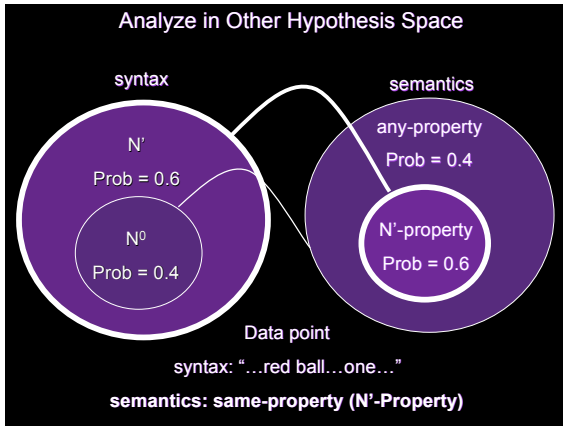 Analyze in Other Hypothesis Space
syntax
semantics
N'
Prob = 0.6
N⁰
Prob = 0.4
any-property
Prob = 0.4
N'-property
Prob = 0.6
Data point
syntax: “…red ball…one…”
semantics: same-property (N'-Property)